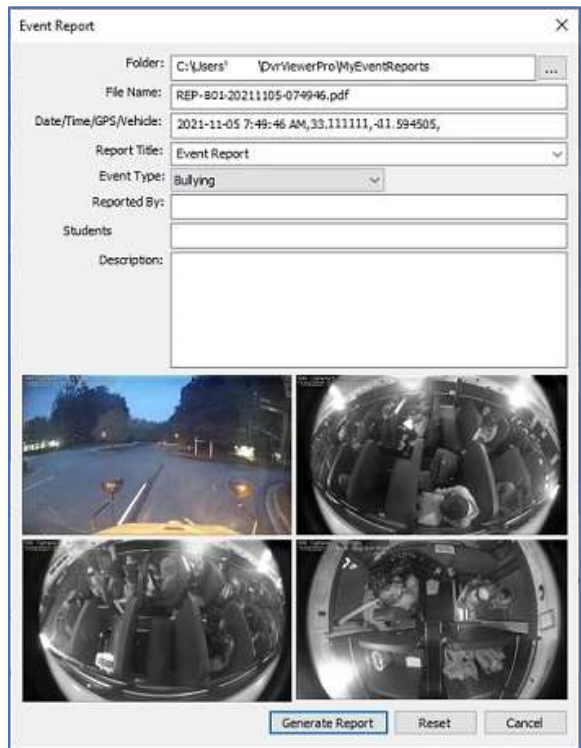 Event Report
Folder: C:\Users' \DvrViewerPro\MyEventReports ...
File Name: REP-B01-20211105-074946.pdf
Date/Time/GPS/Vehicle: 2021-11-05 7:49:46 AM,33.111111,-11.594505,
Report Title: Event Report
Event Type: Bullying
Reported By:
Students
Description:
Generate Report Reset Cancel